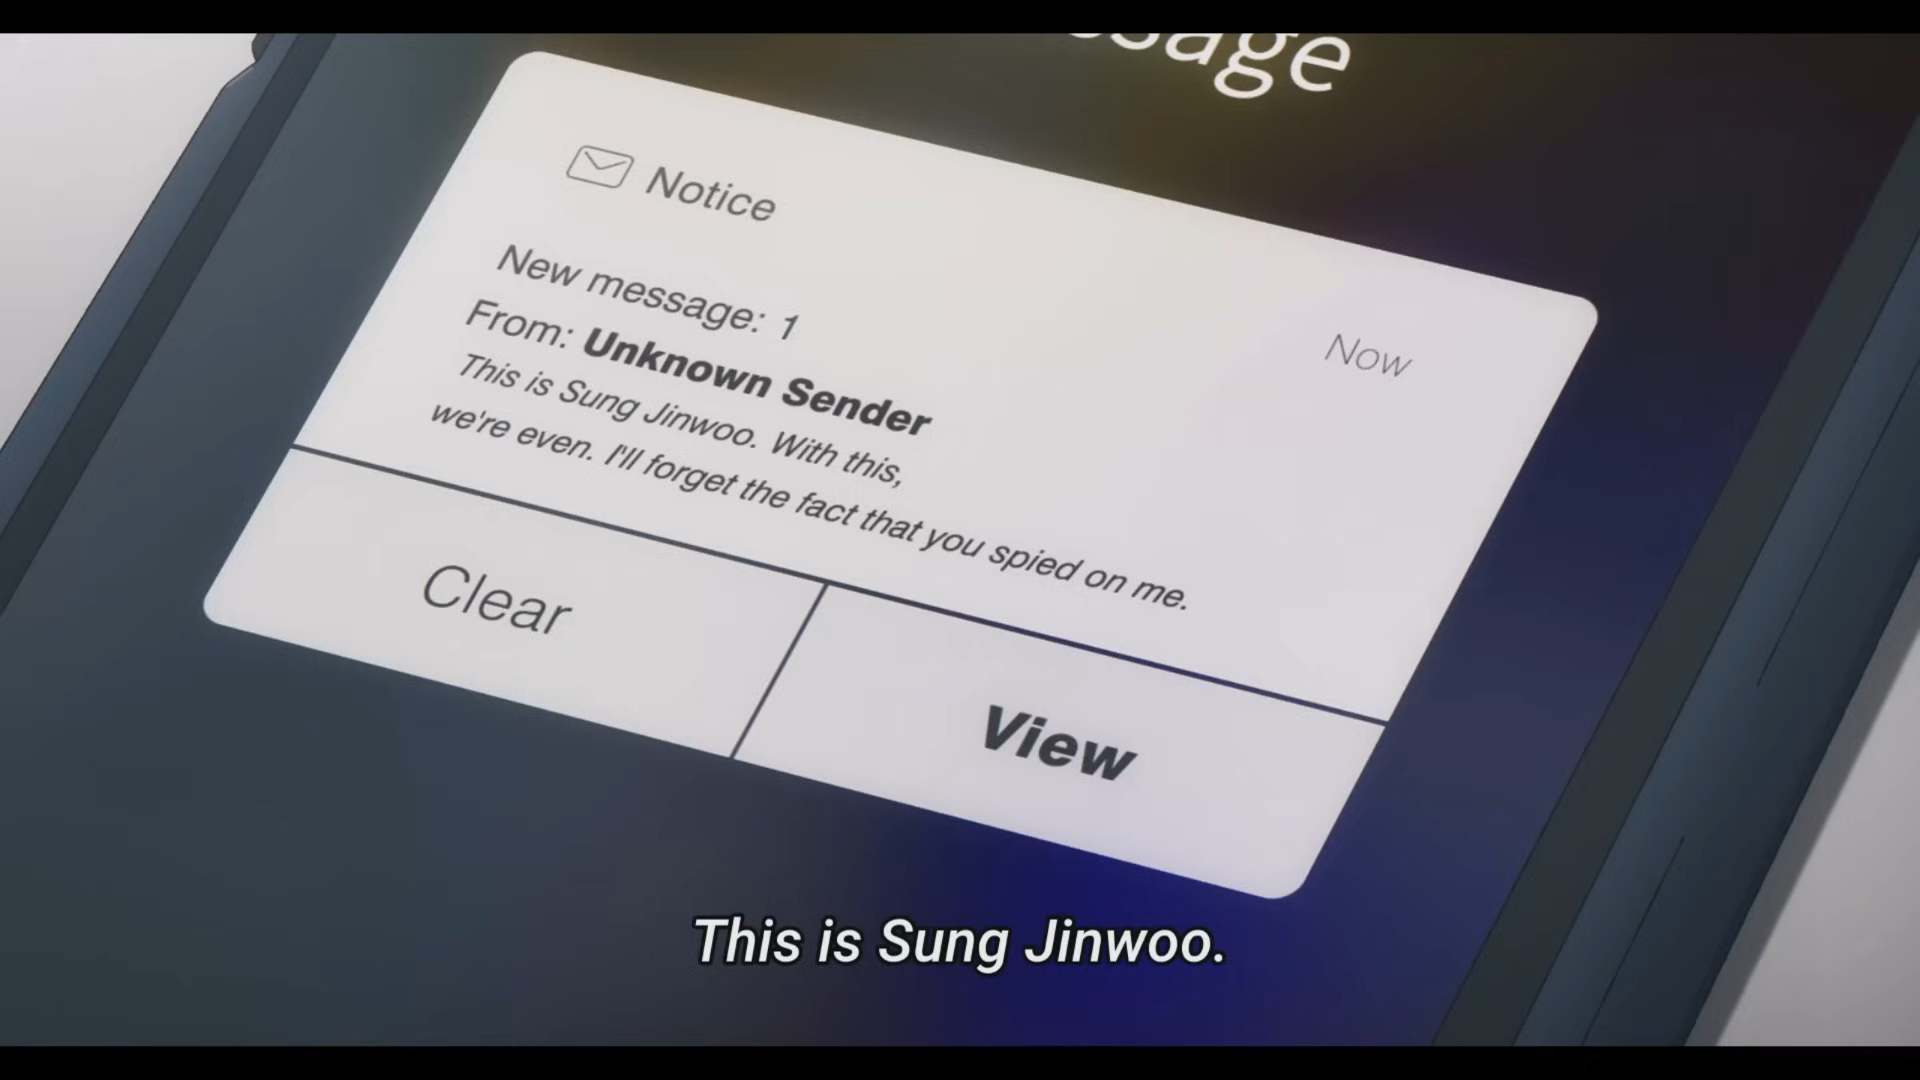 Notice
Now
New message: 1
From: Unknown Sender
This is Sung Jinwoo. With this,
we're even. I'll forget the fact that you spied on me.
Clear
View
This is Sung Jinwoo.